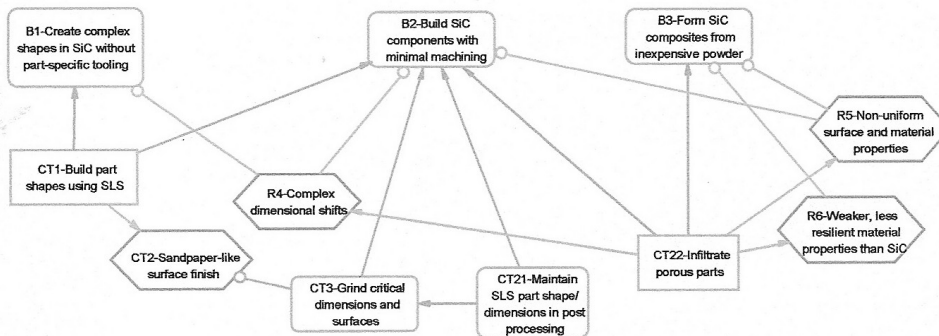 B1-Create complex
shapes in SiC without
part-specific tooling
B2-Build SiC
components with
minimal machining
B3-Form SiC
composites from
inexpensive powder
R5-Non-uniform
surface and material
properties
CT1-Build part
shapes using SLS
R4-Complex
dimensional shifts
R6-Weaker, less
resilient material
properties than SiC
CT2-Sandpaper-like
surface finish
CT22-Infiltrate
porous parts
CT3-Grind critical
dimensions and
surfaces
CT21-Maintain
SLS part shape/
dimensions in post
processing